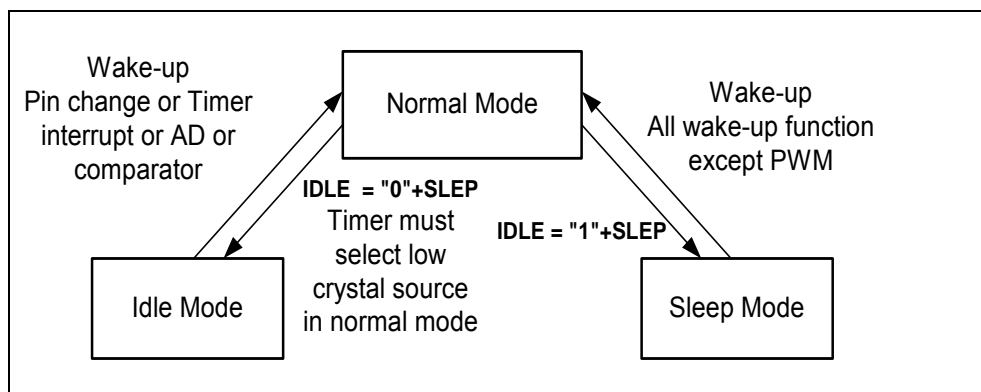 Wake-up
Pin change or Timer
interrupt or AD or
comparator
Normal Mode
Wake-up
All wake-up function
except PWM
IDLE = "0"+SLEP
Timer must
select low
crystal source
in normal mode
IDLE = "1"+SLEP
Idle Mode
Sleep Mode